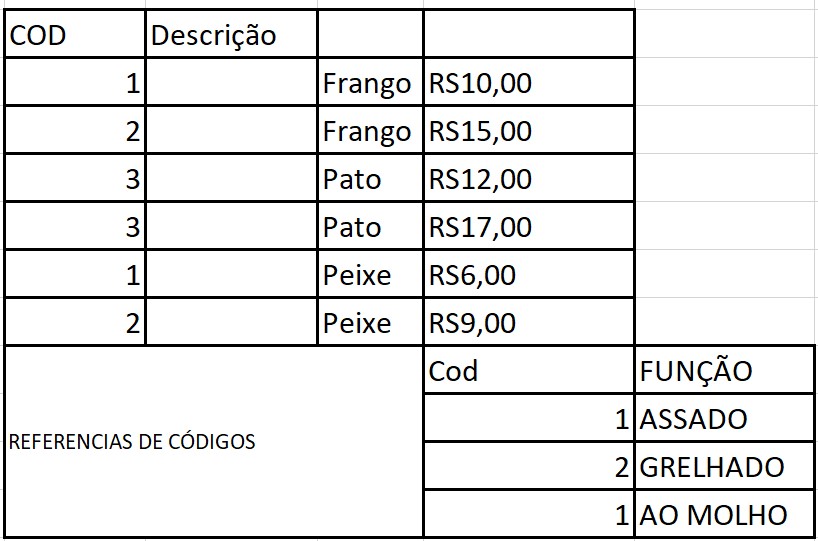 COD Descrição
1 Frango RS10,00
2 Frango RS15,00
3 Pato RS12,00
3 Pato RS17,00
1 Peixe RS6,00
2 Peixe RS9,00
Cod FUNÇÃO
1 ASSADO
REFERENCIAS DE CÓDIGOS
2 GRELHADO
1 AO MOLHO